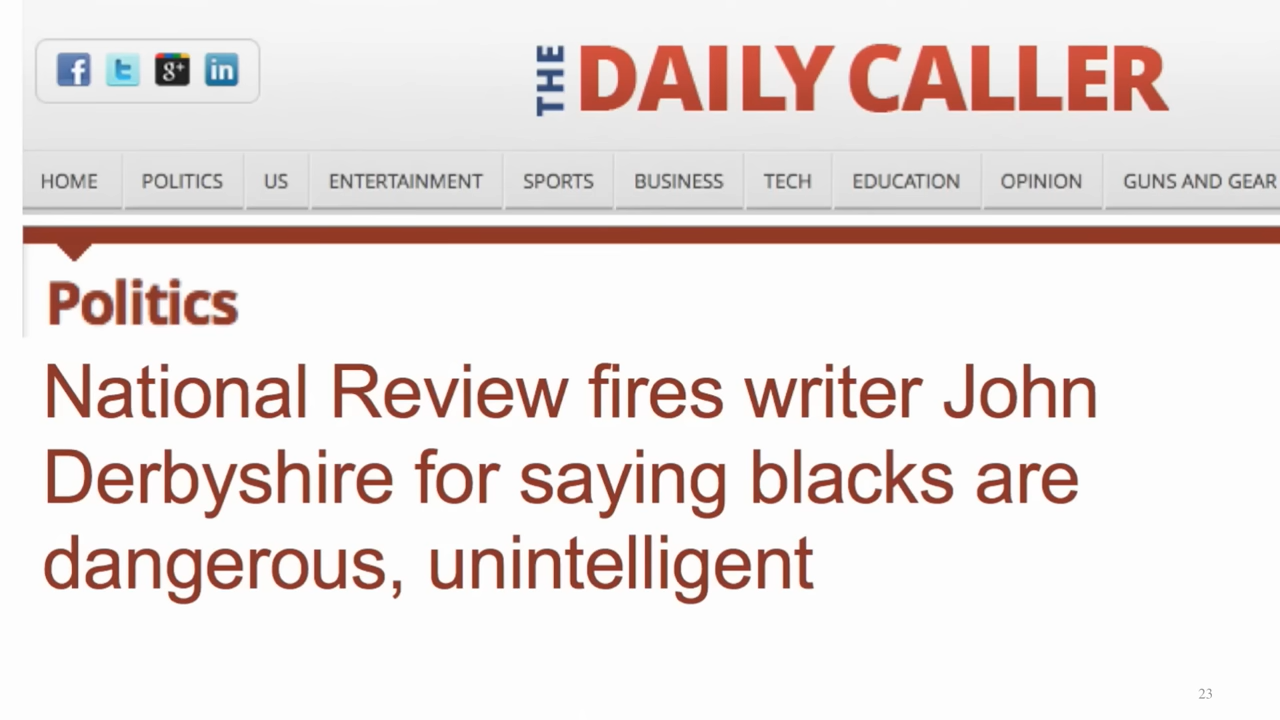 f t g+ in
THE DAILY CALLER
HOME POLITICS US ENTERTAINMENT SPORTS BUSINESS TECH EDUCATION OPINION GUNS AND GEAR
Politics
National Review fires writer John
Derbyshire for saying blacks are
dangerous, unintelligent
23